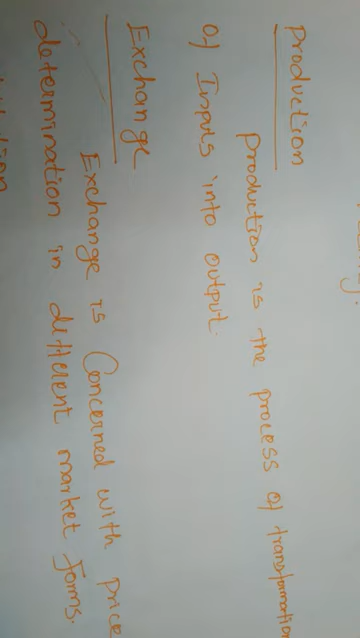 Production
Production is the process of transformation
of Inputs into output.
Exchange
Exchange is Concerned with price
determination in different market forms.